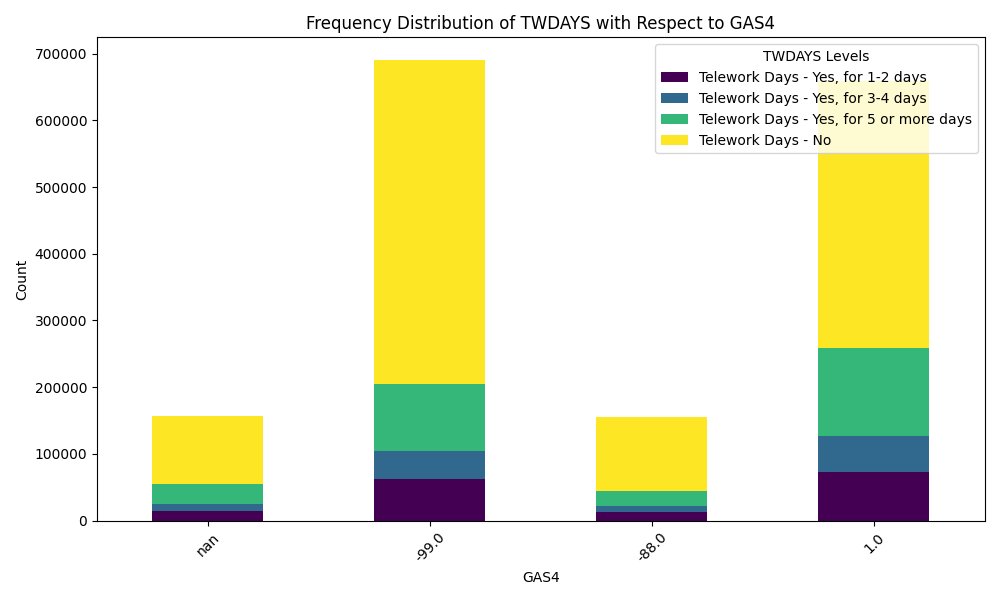 Frequency Distribution of TWDAYS with Respect to GAS4
TWDAYS Levels
Telework Days - Yes, for 1-2 days
Telework Days - Yes, for 3-4 days
Telework Days - Yes, for 5 or more days
Telework Days - No
Count
700000
600000
500000
400000
300000
200000
100000
0
nan
-99.0
-88.0
1.0
GAS4